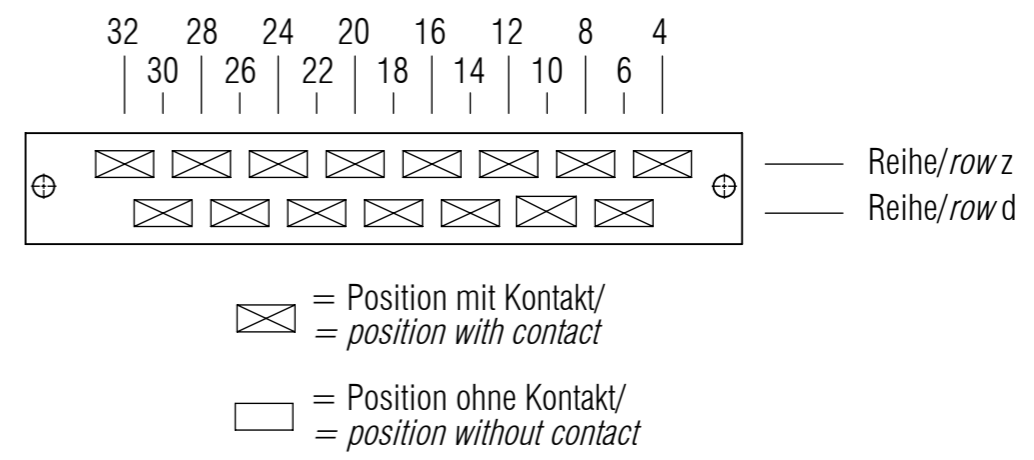 32 28 24 20 16 12 8 4
30 26 22 18 14 10 6
Reihe/row z
Reihe/row d
= Position mit Kontakt/
= position with contact
= Position ohne Kontakt/
= position without contact